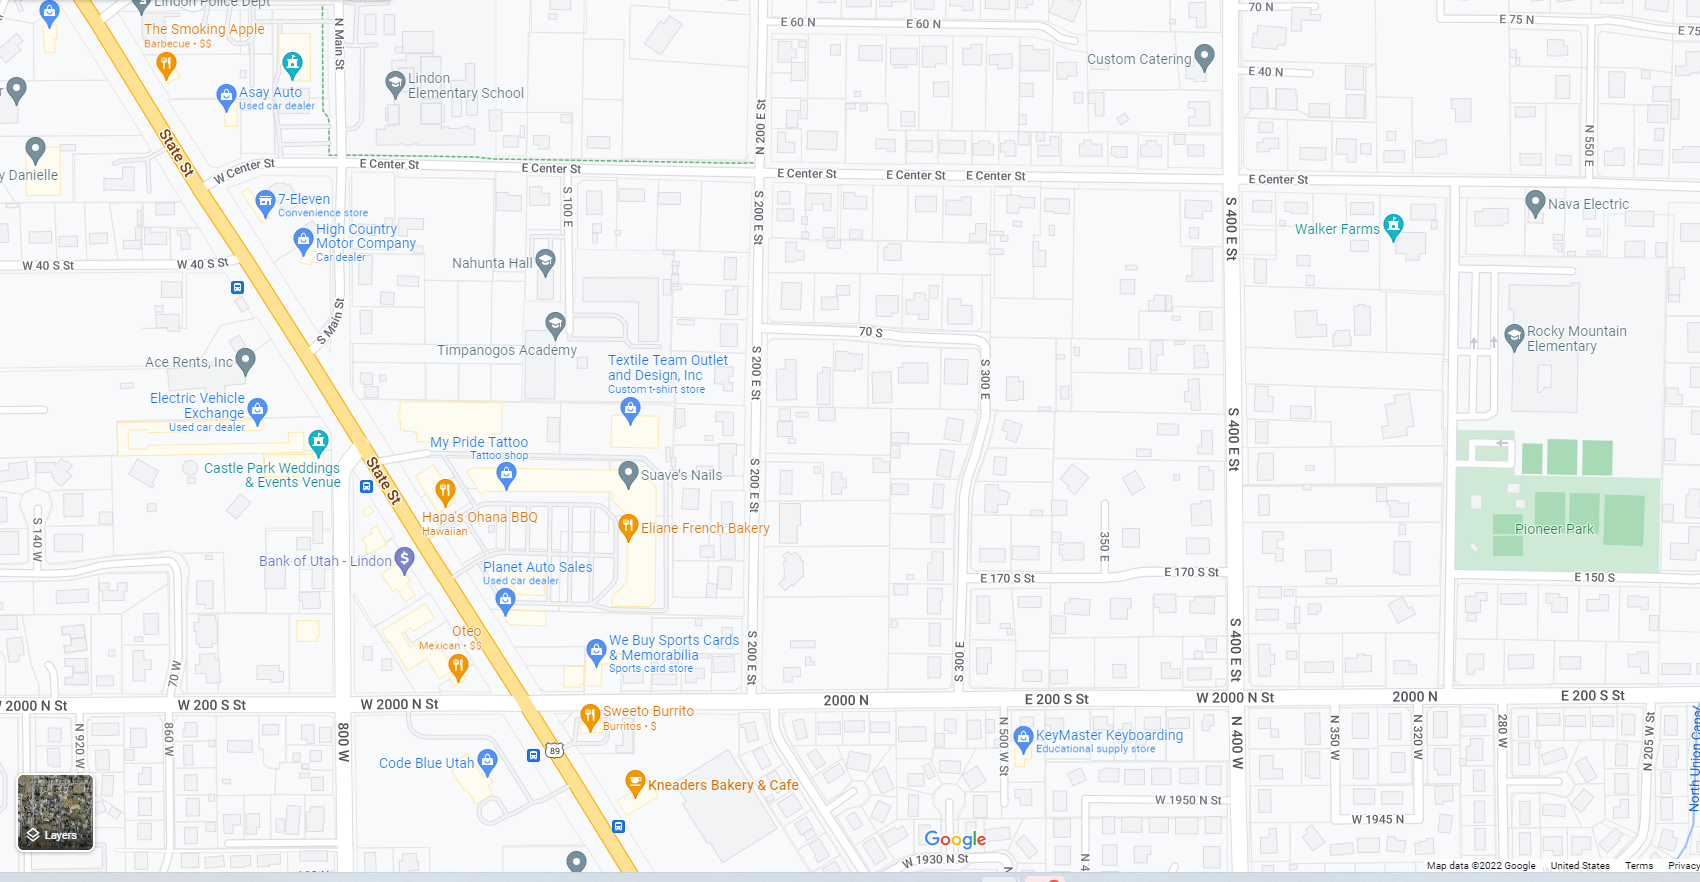 Lindon Police Dept
The Smoking Apple
Barbecue • $$
N Main St
E 60 N
E 60 N
70 N
E 75 N
E 75
Custom Catering
E 40 N
Lindon
Elementary School
Asay Auto
Used car dealer
N 200 E St
N 550 E
State St
y Danielle
W Center St
E Center St
E Center St
E Center St
E Center St
E Center St
E Center St
7-Eleven
Convenience store
S 100 E
S 200 E St
S 400 E St
Nava Electric
Walker Farms
High Country
Motor Company
Car dealer
W 40 S St
W 40 S St
Nahunta Hall
S Main St
70 S
Rocky Mountain
Elementary
Timpanogos Academy
Ace Rents, Inc
Textile Team Outlet
and Design, Inc
Custom t-shirt store
S 200 E St
S 300 E
Electric Vehicle
Exchange
Used car dealer
S 400 E St
My Pride Tattoo
Tattoo shop
Castle Park Weddings
& Events Venue
State St
Suave's Nails
S 200 E St
Hapa's Ohana BBQ
Hawaiian
Eliane French Bakery
Pioneer Park
S 140 W
350 E
Bank of Utah - Lindon
Planet Auto Sales
Used car dealer
E 170 S St
E 170 S St
E 150 S
Oteo
Mexican • $$
We Buy Sports Cards
& Memorabilia
Sports card store
S 200 E St
S 300 E
S 400 E St
70 W
W 2000 N St
W 200 S St
W 2000 N St
2000 N
E 200 S St
W 2000 N St
2000 N
E 200 S St
Sweeto Burrito
Burritos • $
N 920 W
860 W
800 W
89
N 500 W St
KeyMaster Keyboarding
Educational supply store
N 400 W
N 350 W
N 320 W
280 W
N 205 W St
North Union Canal
Code Blue Utah
Kneaders Bakery & Cafe
W 1950 N St
W 1945 N
Layers
Google
W 1930 N St
N 4
Map data ©2022 Google
United States
Terms
Privacy